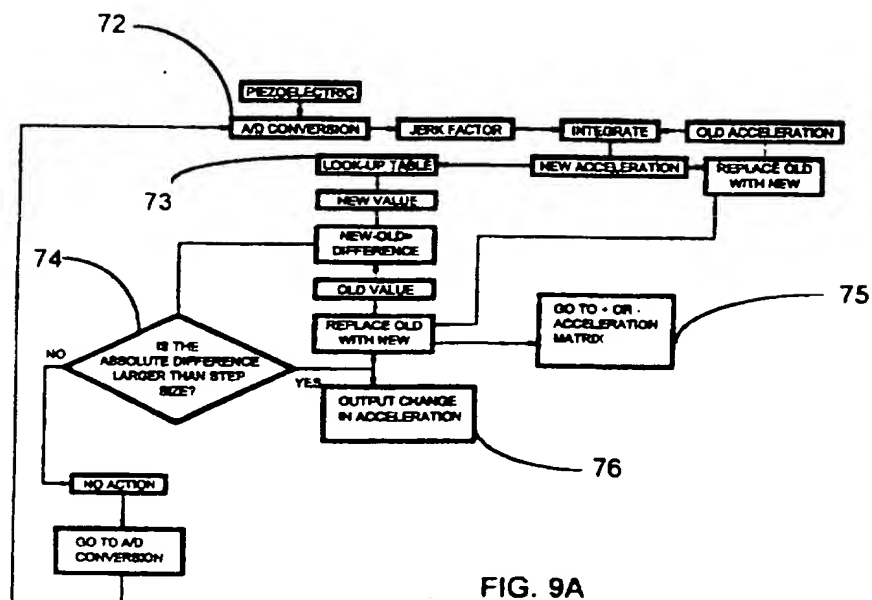 72
PIEZOELECTRIC
A/D CONVERSION
JERK FACTOR
INTEGRATE
OLD ACCELERATION
73
LOOK-UP TABLE
NEW ACCELERATION
REPLACE OLD
WITH NEW
NEW VALUE
NEW-OLD=
DIFFERENCE
74
OLD VALUE
REPLACE OLD
WITH NEW
GO TO + OR -
ACCELERATION
MATRIX
75
IS THE
ABSOLUTE DIFFERENCE
LARGER THAN STEP
SIZE?
NO
YES
OUTPUT CHANGE
IN ACCELERATION
76
NO ACTION
GO TO A/D
CONVERSION
FIG. 9A